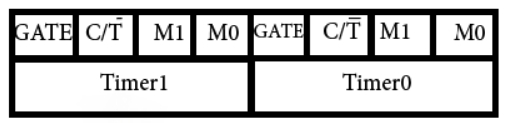 GATE C/T̄ M1 M0 GATE C/T̄ M1 M0
Timer1 Timer0